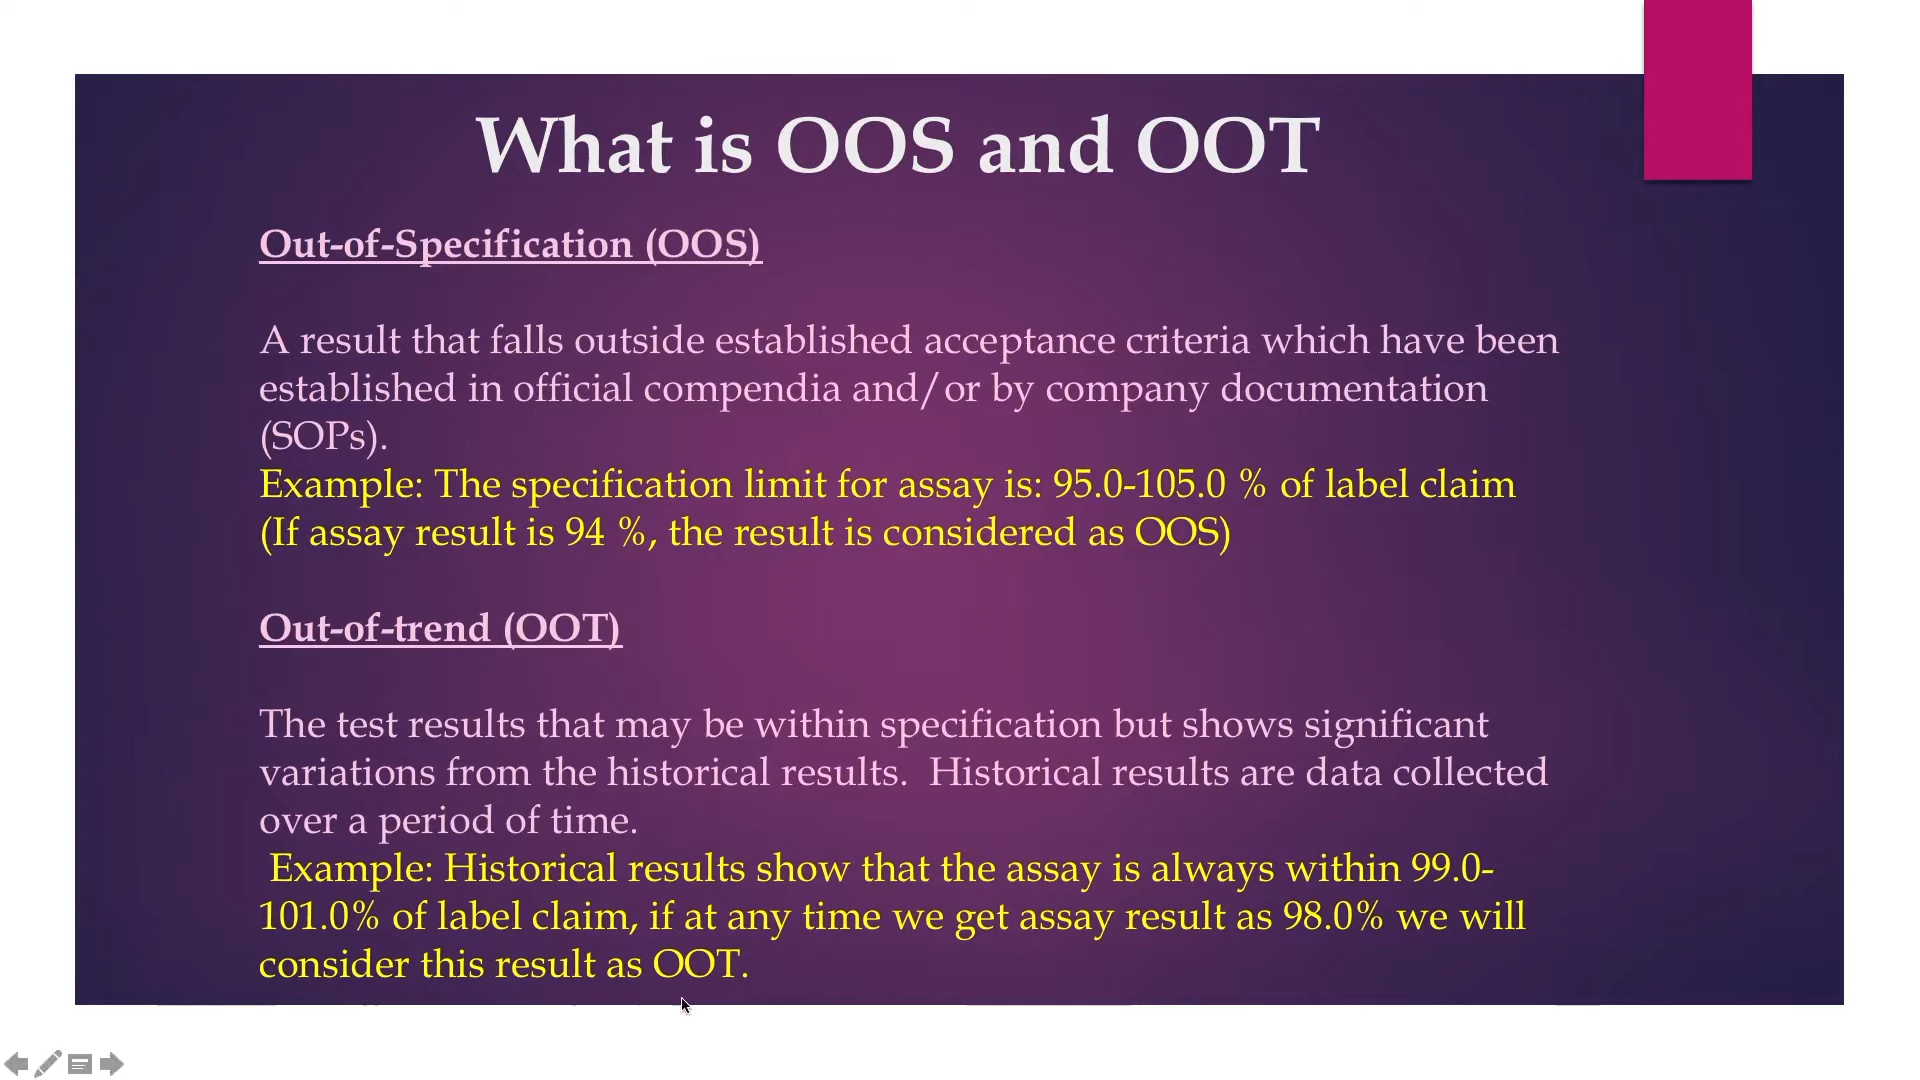 What is OOS and OOT
Out-of-Specification (OOS)
A result that falls outside established acceptance criteria which have been
established in official compendia and/or by company documentation
(SOPs).
Example: The specification limit for assay is: 95.0-105.0 % of label claim
(If assay result is 94 %, the result is considered as OOS)
Out-of-trend (OOT)
The test results that may be within specification but shows significant
variations from the historical results.  Historical results are data collected
over a period of time.
Example: Historical results show that the assay is always within 99.0-
101.0% of label claim, if at any time we get assay result as 98.0% we will
consider this result as OOT.